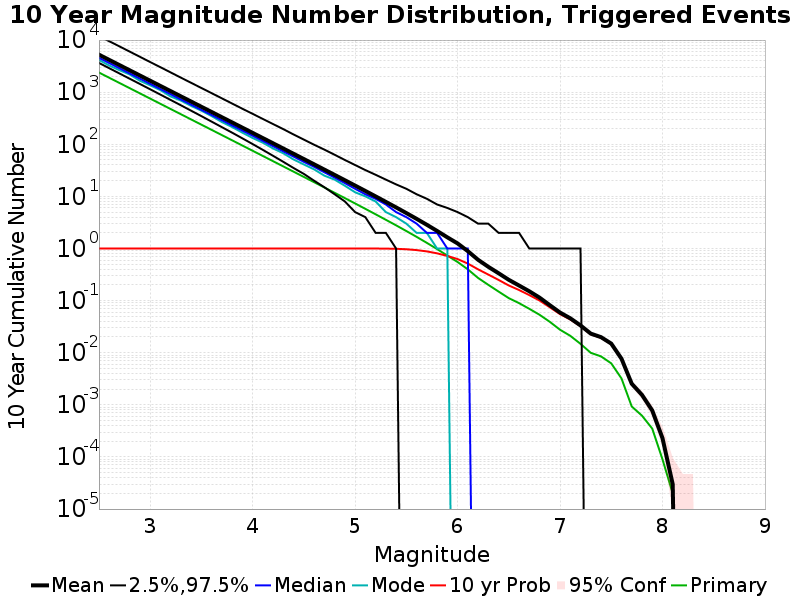 10 Year Magnitude Number Distribution, Triggered Events
10 Year Cumulative Number
10^4
10^3
10^2
10^1
10^0
10^-1
10^-2
10^-3
10^-4
10^-5
3 4 5 6 7 8 9
Magnitude
Mean 2.5%,97.5% Median Mode 10 yr Prob 95% Conf Primary